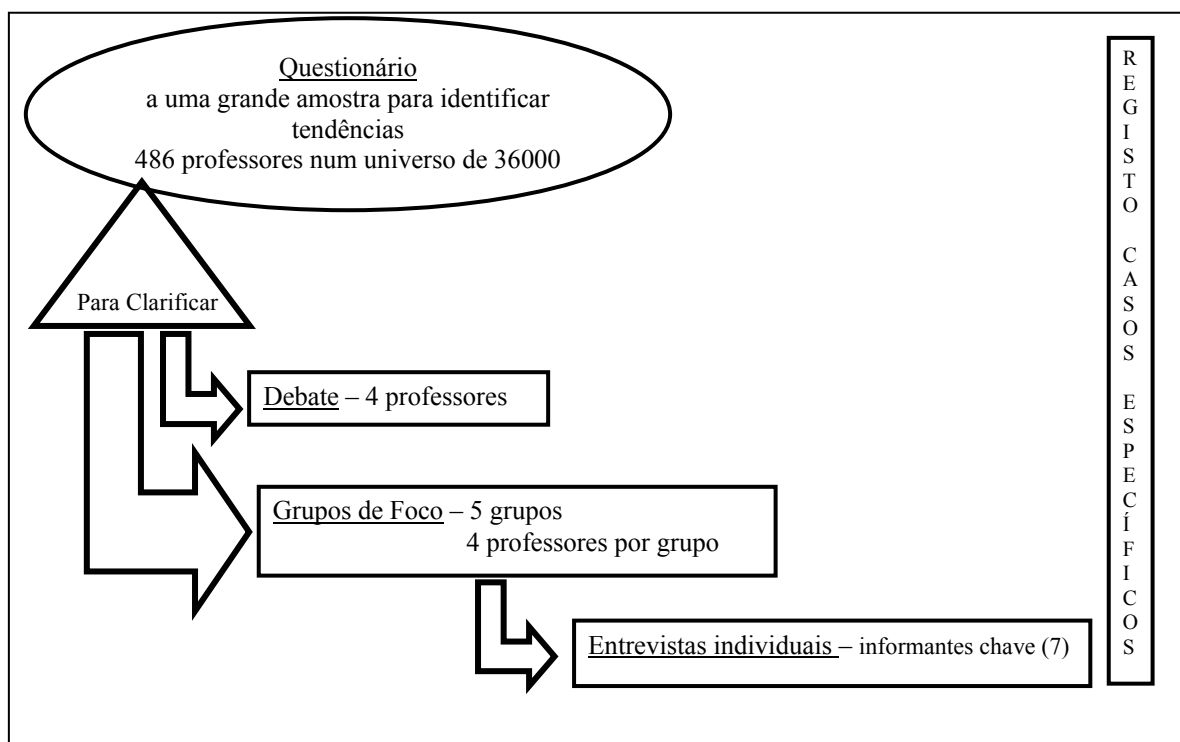 Questionário
a uma grande amostra para identificar
tendências
486 professores num universo de 36000
Para Clarificar
Debate – 4 professores
Grupos de Foco – 5 grupos
4 professores por grupo
Entrevistas individuais – informantes chave (7)
REGISTO CASOS ESPECÍFICOS